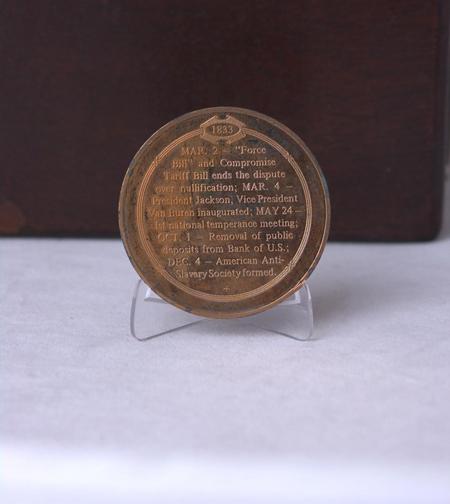 1833
MAR. 2 — "Force
Bill" and Compromise
Tariff Bill ends the dispute
over nullification; MAR. 4 —
President Jackson, Vice President
Van Buren inaugurated; MAY 24 —
1st national temperance meeting;
OCT. 1 — Removal of public
deposits from Bank of U.S.;
DEC. 4 — American Anti-
Slavery Society formed.